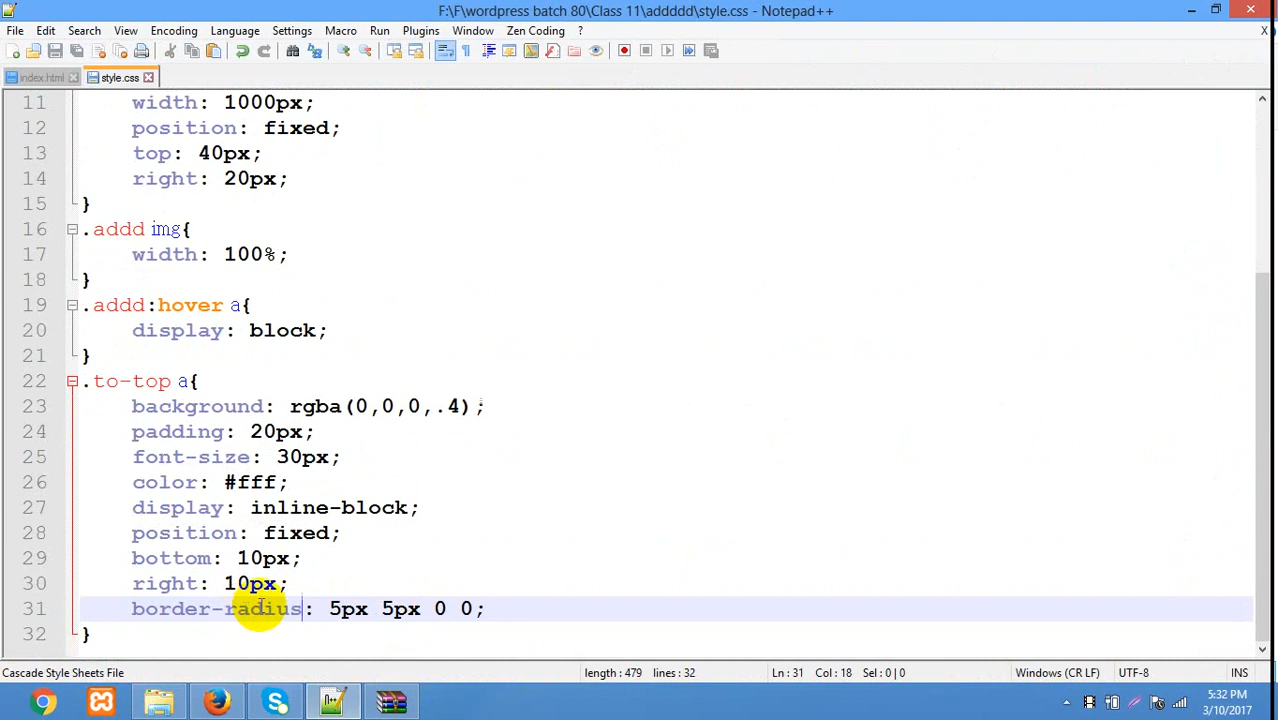 F:\F\wordpress batch 80\Class 11\addddd\style.css - Notepad++
File Edit Search View Encoding Language Settings Macro Run Plugins Window Zen Coding ? X
index.html style.css
11 width: 1000px;
12 position: fixed;
13 top: 40px;
14 right: 20px;
15 }
16 .addd img{
17 width: 100%;
18 }
19 .addd:hover a{
20 display: block;
21 }
22 .to-top a{
23 background: rgba(0,0,0,.4);
24 padding: 20px;
25 font-size: 30px;
26 color: #fff;
27 display: inline-block;
28 position: fixed;
29 bottom: 10px;
30 right: 10px;
31 border-radius: 5px 5px 0 0;
32 }
Cascade Style Sheets File length : 479 lines : 32 Ln : 31 Col : 18 Sel : 0 | 0 Windows (CR LF) UTF-8 INS
5:32 PM
3/10/2017